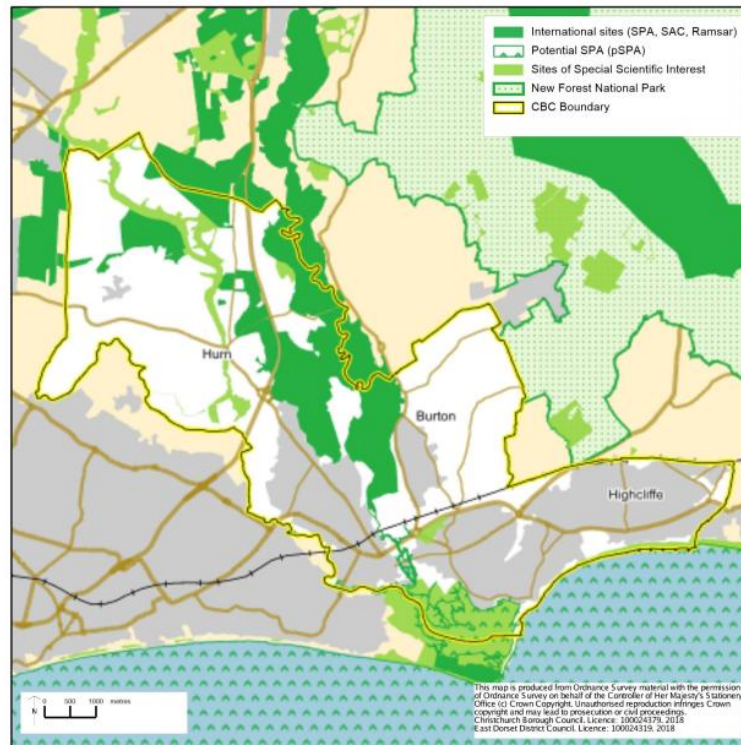 International sites (SPA, SAC, Ramsar)
Potential SPA (pSPA)
Sites of Special Scientific Interest
New Forest National Park
CBC Boundary
Hurn
Burton
Highcliffe
0 500 1000 metres
N
This map is produced from Ordnance Survey material with the permission
of Ordnance Survey on behalf of the Controller of Her Majesty's Stationery
Office (c) Crown Copyright. Unauthorised reproduction infringes Crown
copyright and may lead to prosecution or civil proceedings.
Christchurch Borough Council. Licence: 100024379, 2018
East Dorset District Council. Licence: 100024319, 2018